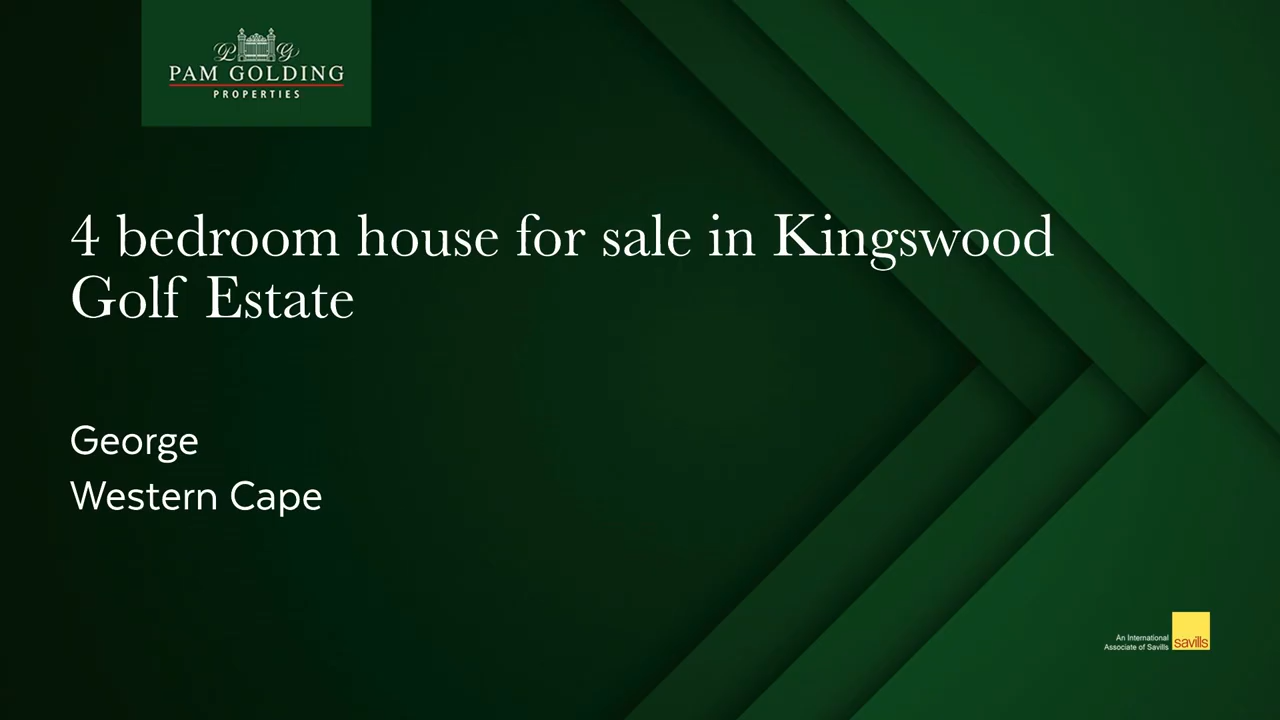 P G
PAM GOLDING
PROPERTIES
4 bedroom house for sale in Kingswood
Golf Estate
George
Western Cape
An International
Associate of Savills
savills